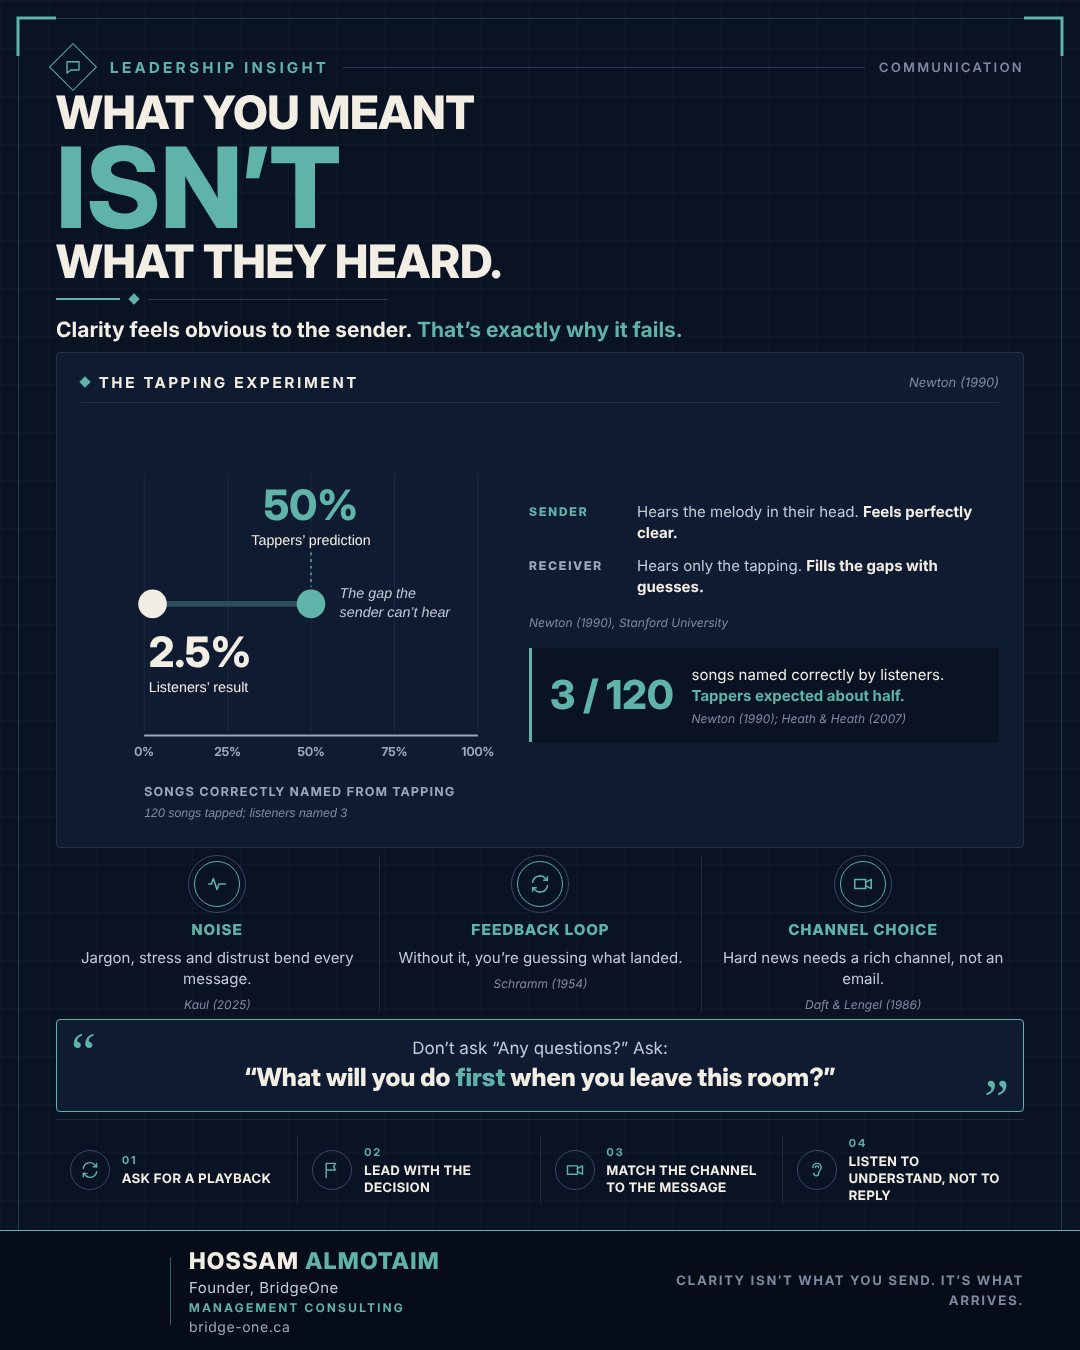 LEADERSHIP INSIGHT
COMMUNICATION
WHAT YOU MEANT
ISN’T
WHAT THEY HEARD.
Clarity feels obvious to the sender. That’s exactly why it fails.
THE TAPPING EXPERIMENT
Newton (1990)
50%
Tappers’ prediction
The gap the
sender can’t hear
2.5%
Listeners’ result
0% 25% 50% 75% 100%
SONGS CORRECTLY NAMED FROM TAPPING
120 songs tapped; listeners named 3
SENDER
Hears the melody in their head. Feels perfectly
clear.
RECEIVER
Hears only the tapping. Fills the gaps with
guesses.
Newton (1990), Stanford University
3 / 120
songs named correctly by listeners.
Tappers expected about half.
Newton (1990); Heath & Heath (2007)
NOISE
Jargon, stress and distrust bend every
message.
Kaul (2025)
FEEDBACK LOOP
Without it, you’re guessing what landed.
Schramm (1954)
CHANNEL CHOICE
Hard news needs a rich channel, not an
email.
Daft & Lengel (1986)
“
Don’t ask “Any questions?” Ask:
“What will you do first when you leave this room?”
”
01
ASK FOR A PLAYBACK
02
LEAD WITH THE
DECISION
03
MATCH THE CHANNEL
TO THE MESSAGE
04
LISTEN TO
UNDERSTAND, NOT TO
REPLY
HOSSAM ALMOTAIM
Founder, BridgeOne
MANAGEMENT CONSULTING
bridge-one.ca
CLARITY ISN’T WHAT YOU SEND. IT’S WHAT
ARRIVES.